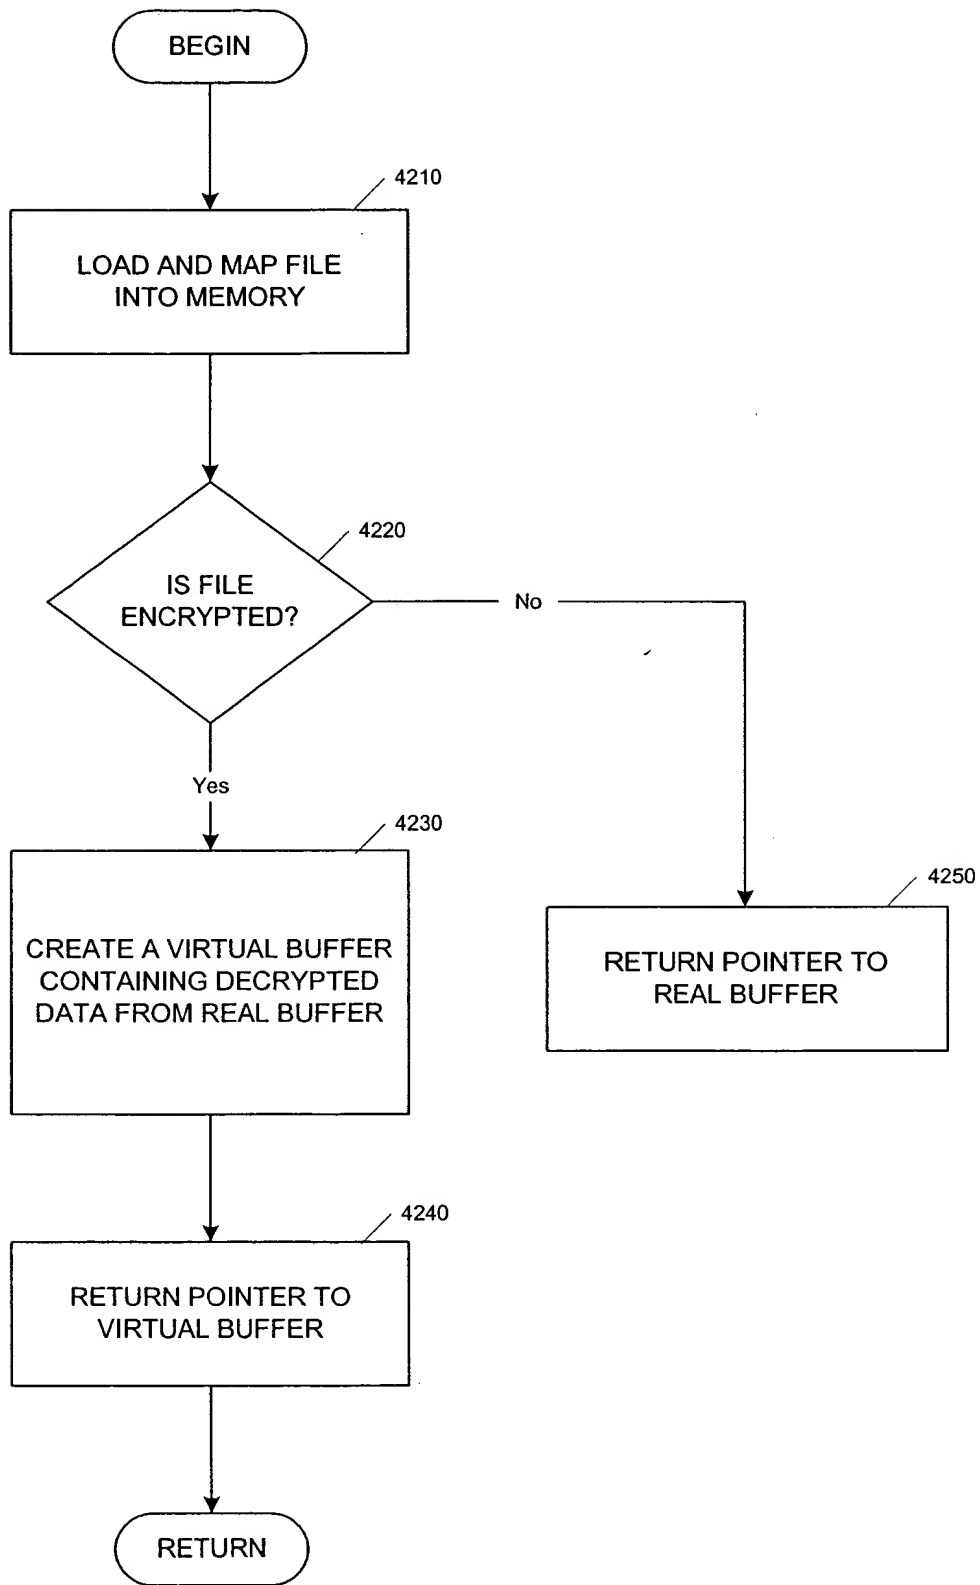 BEGIN
4210
LOAD AND MAP FILE
INTO MEMORY
4220
IS FILE
ENCRYPTED?
No
Yes
4230
CREATE A VIRTUAL BUFFER
CONTAINING DECRYPTED
DATA FROM REAL BUFFER
4250
RETURN POINTER TO
REAL BUFFER
4240
RETURN POINTER TO
VIRTUAL BUFFER
RETURN